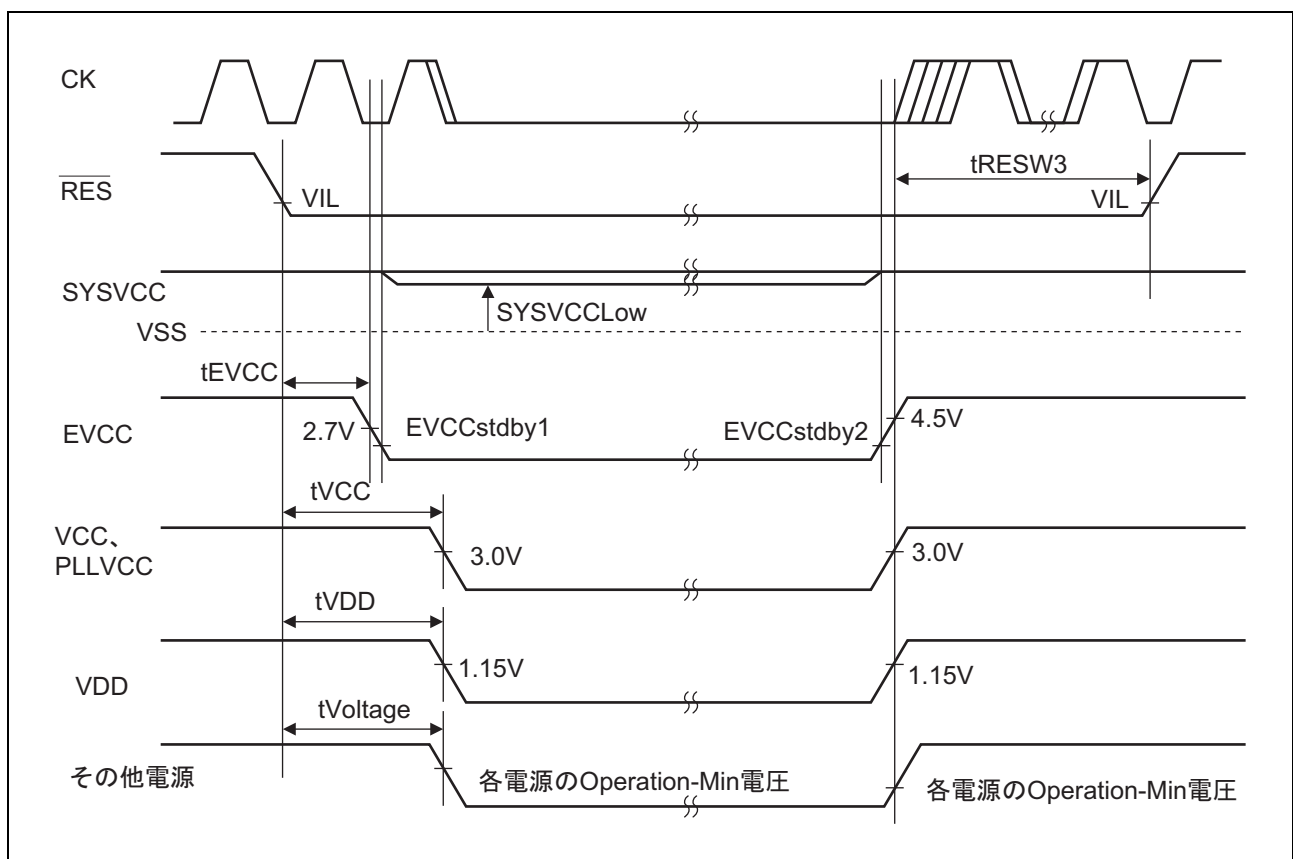 CK
tRESW3
RES
VIL
VIL
SYSVCC
SYSVCCLow
VSS
tEVCC
EVCC
2.7V
EVCCstdby1
EVCCstdby2
4.5V
tVCC
VCC、
PLLVCC
3.0V
3.0V
tVDD
VDD
1.15V
1.15V
tVoltage
その他電源
各電源のOperation-Min電圧
各電源のOperation-Min電圧